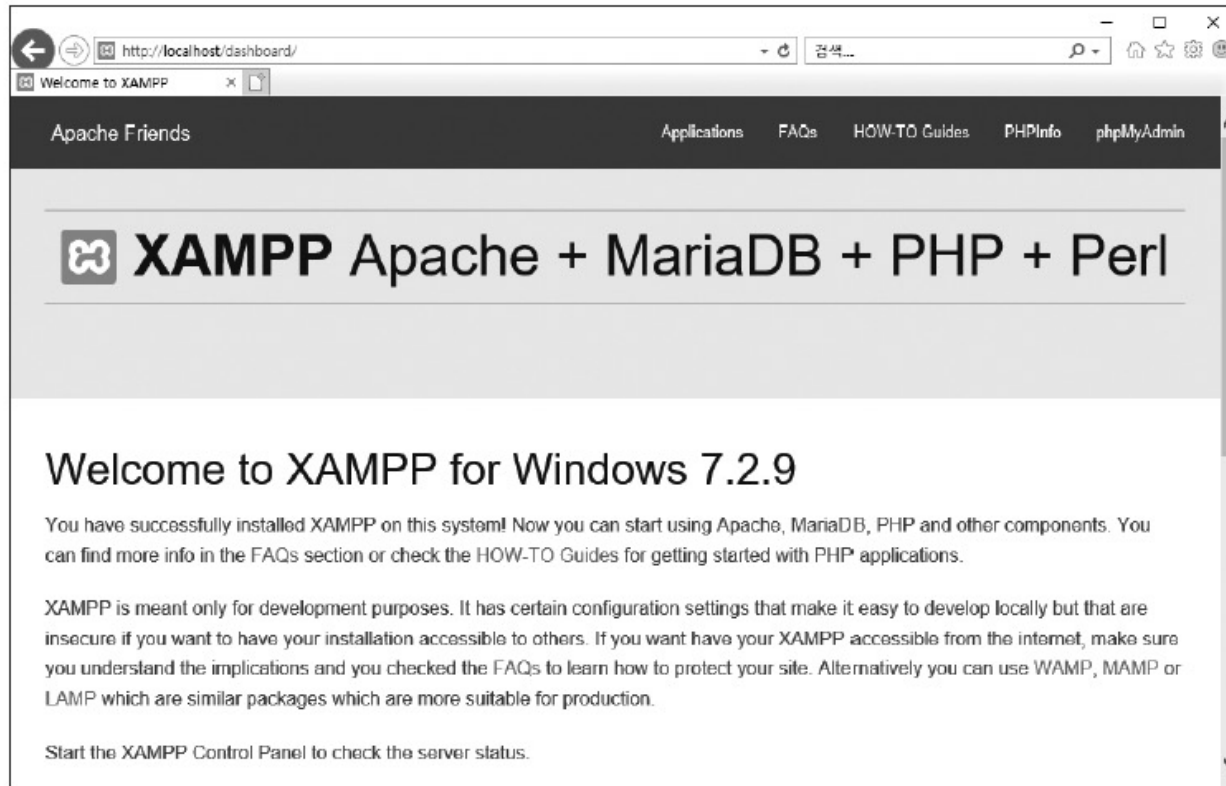 http://localhost/dashboard/
검색...
Welcome to XAMPP
Apache Friends
Applications
FAQs
HOW-TO Guides
PHPInfo
phpMyAdmin
XAMPP Apache + MariaDB + PHP + Perl
Welcome to XAMPP for Windows 7.2.9
You have successfully installed XAMPP on this system! Now you can start using Apache, MariaDB, PHP and other components. You
can find more info in the FAQs section or check the HOW-TO Guides for getting started with PHP applications.
XAMPP is meant only for development purposes. It has certain configuration settings that make it easy to develop locally but that are
insecure if you want to have your installation accessible to others. If you want have your XAMPP accessible from the internet, make sure
you understand the implications and you checked the FAQs to learn how to protect your site. Alternatively you can use WAMP, MAMP or
LAMP which are similar packages which are more suitable for production.
Start the XAMPP Control Panel to check the server status.